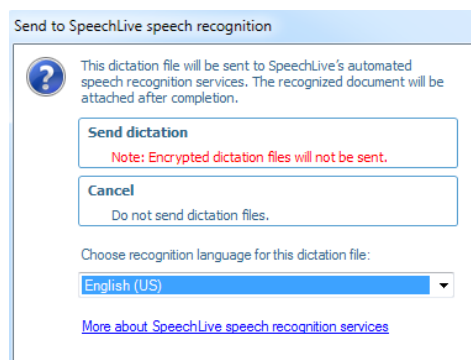 Send to SpeechLive speech recognition
This dictation file will be sent to SpeechLive's automated
speech recognition services. The recognized document will be
attached after completion.
Send dictation
Note: Encrypted dictation files will not be sent.
Cancel
Do not send dictation files.
Choose recognition language for this dictation file:
English (US)
More about SpeechLive speech recognition services